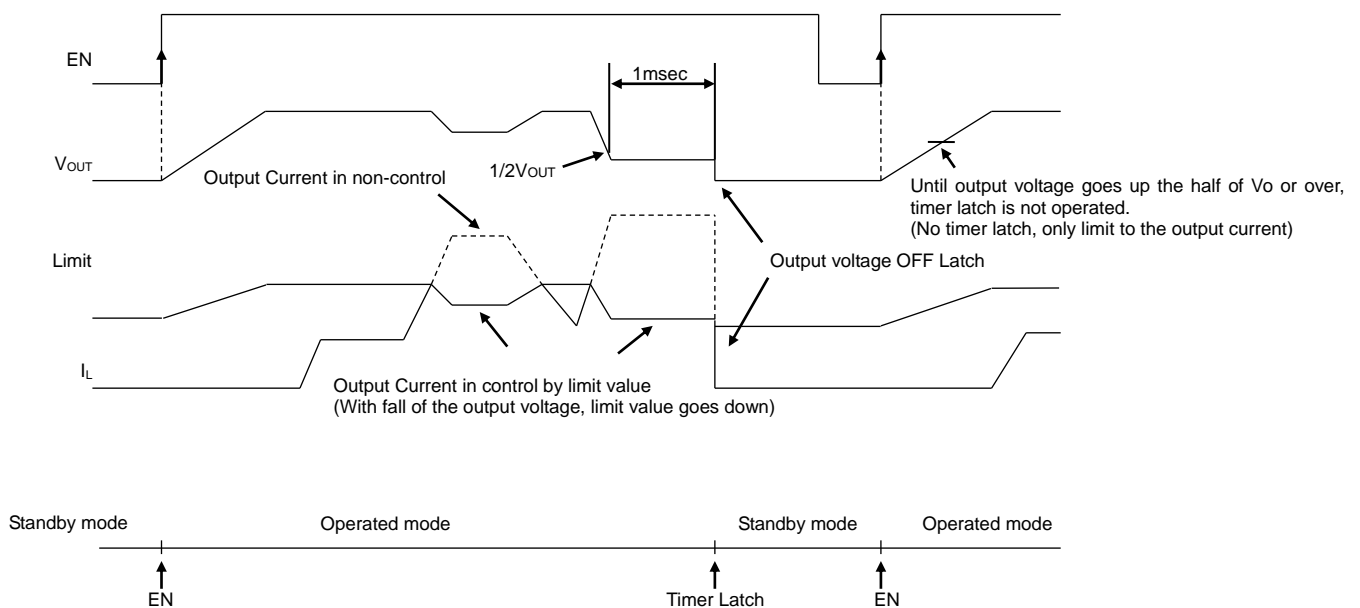 EN
1msec
VOUT
1/2VOUT
Output Current in non-control
Until output voltage goes up the half of Vo or over,
timer latch is not operated.
(No timer latch, only limit to the output current)
Limit
Output voltage OFF Latch
IL
Output Current in control by limit value
(With fall of the output voltage, limit value goes down)
Standby mode
Operated mode
Standby mode
Operated mode
EN
Timer Latch
EN